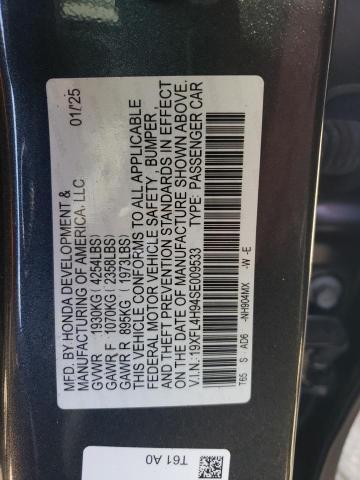 MFD. BY HONDA DEVELOPMENT &
MANUFACTURING OF AMERICA, LLC 01/25
GVWR 1930KG (4254LBS)
GAWR F 1070KG (2358LBS)
GAWR R 895KG (1973LBS)
THIS VEHICLE CONFORMS TO ALL APPLICABLE
FEDERAL MOTOR VEHICLE SAFETY, BUMPER,
AND THEFT PREVENTION STANDARDS IN EFFECT
ON THE DATE OF MANUFACTURE SHOWN ABOVE.
V.I.N.: 19XFL4H94SE009533 TYPE: PASSENGER CAR
T65 S AD6 -NH904MX -W -E
T61 A0